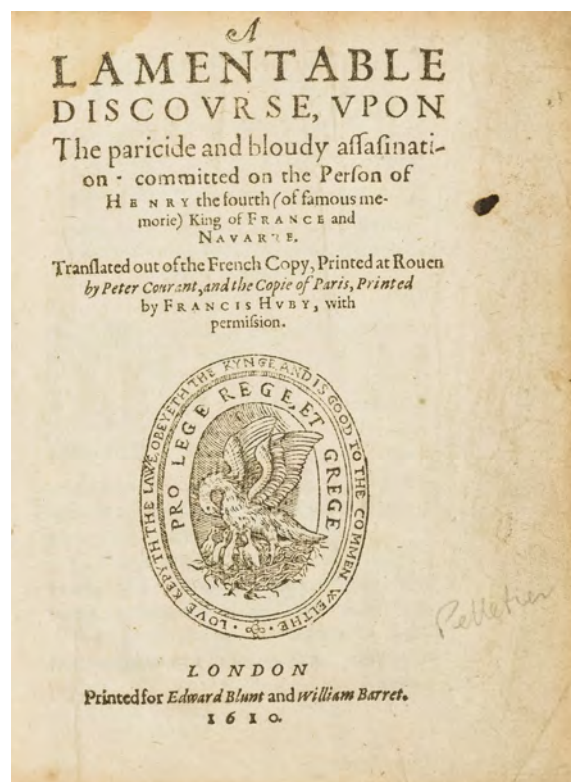 A
LAMENTABLE
DISCOVRSE, VPON
The paricide and bloudy aſſaſinati-
on · committed on the Perſon of
HENRY the fourth (of famous me-
morie) King of FRANCE and
NAVARRE.
Tranſlated out of the French Copy, Printed at Rouen
by Peter Courant, and the Copie of Paris, Printed
by FRANCIS HVBY, with
permiſsion.
LOVE KEPYTH THE LAWE, OBEYETH THE KYNGE, AND IS GOOD TO THE COMMEN WELTHE
PRO LEGE REGE, ET GREGE
Pelletier
LONDON
Printed for Edward Blunt and William Barret.
1610.